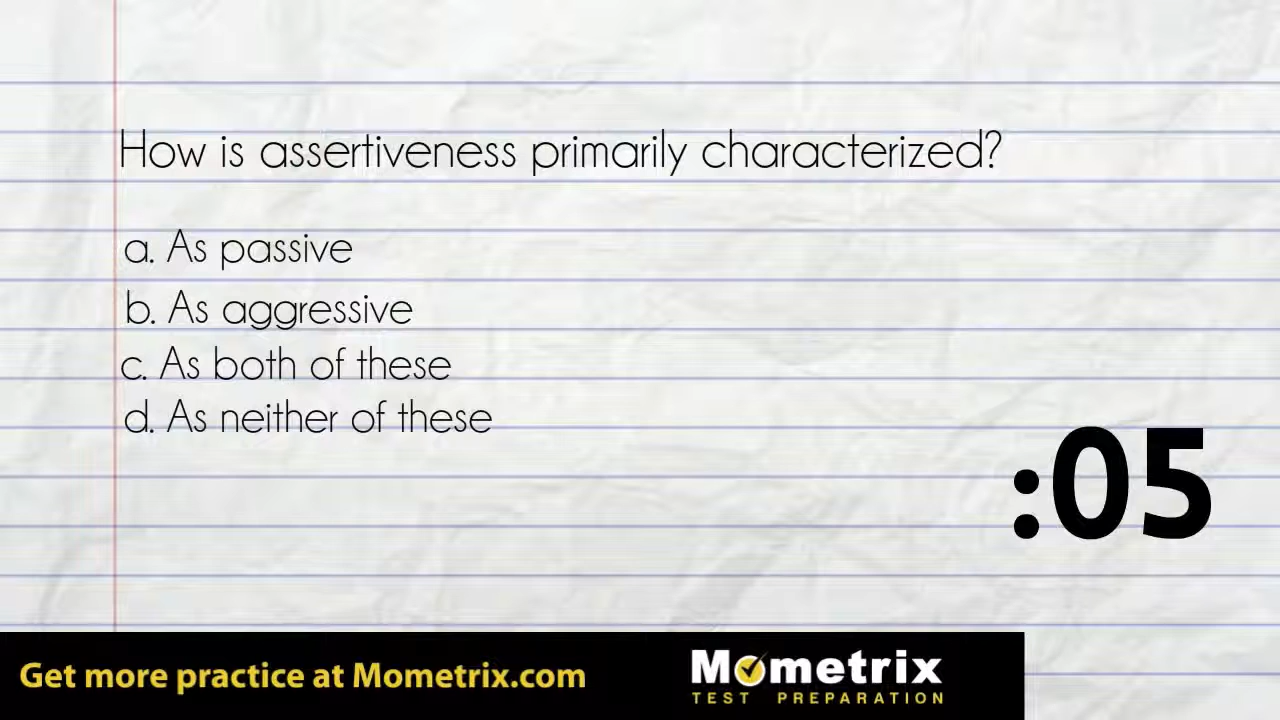 How is assertiveness primarily characterized?
a. As passive
b. As aggressive
c. As both of these
d. As neither of these
:05
Get more practice at Mometrix.com
Mometrix
TEST PREPARATION